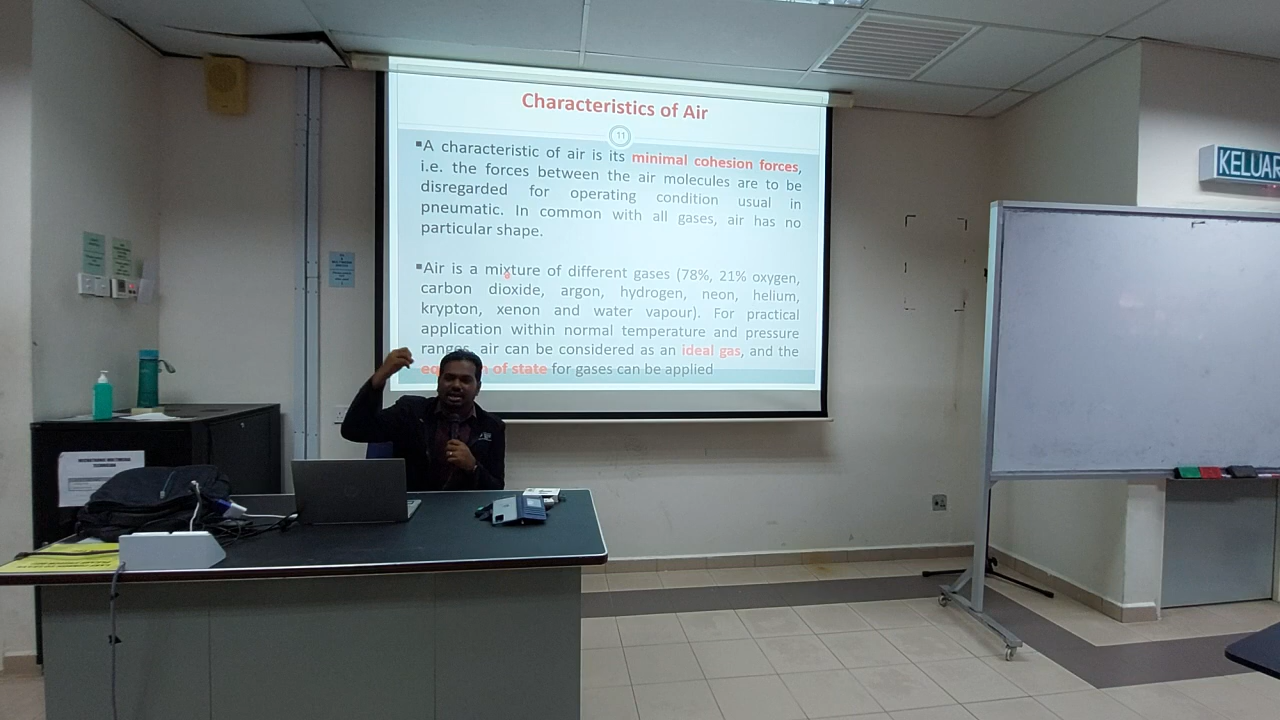 Characteristics of Air
11
▪A characteristic of air is its minimal cohesion forces,
i.e. the forces between the air molecules are to be
disregarded for operating condition usual in
pneumatic. In common with all gases, air has no
particular shape.
▪Air is a mixture of different gases (78%, 21% oxygen,
carbon dioxide, argon, hydrogen, neon, helium,
krypton, xenon and water vapour). For practical
application within normal temperature and pressure
ranges, air can be considered as an ideal gas, and the
of state for gases can be applied
KELUAR